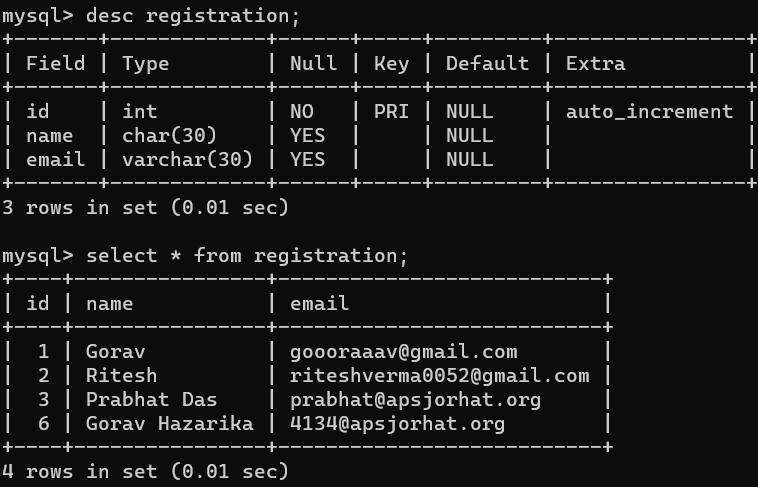 mysql> desc registration;
+-------+-------------+------+-----+---------+----------------+
| Field | Type        | Null | Key | Default | Extra          |
+-------+-------------+------+-----+---------+----------------+
| id    | int         | NO   | PRI | NULL    | auto_increment |
| name  | char(30)    | YES  |     | NULL    |                |
| email | varchar(30) | YES  |     | NULL    |                |
+-------+-------------+------+-----+---------+----------------+
3 rows in set (0.01 sec)
mysql> select * from registration;
+----+----------------+---------------------------+
| id | name           | email                     |
+----+----------------+---------------------------+
|  1 | Gorav          | goooraaav@gmail.com       |
|  2 | Ritesh         | riteshverma0052@gmail.com |
|  3 | Prabhat Das    | prabhat@apsjorhat.org     |
|  6 | Gorav Hazarika | 4134@apsjorhat.org        |
+----+----------------+---------------------------+
4 rows in set (0.01 sec)